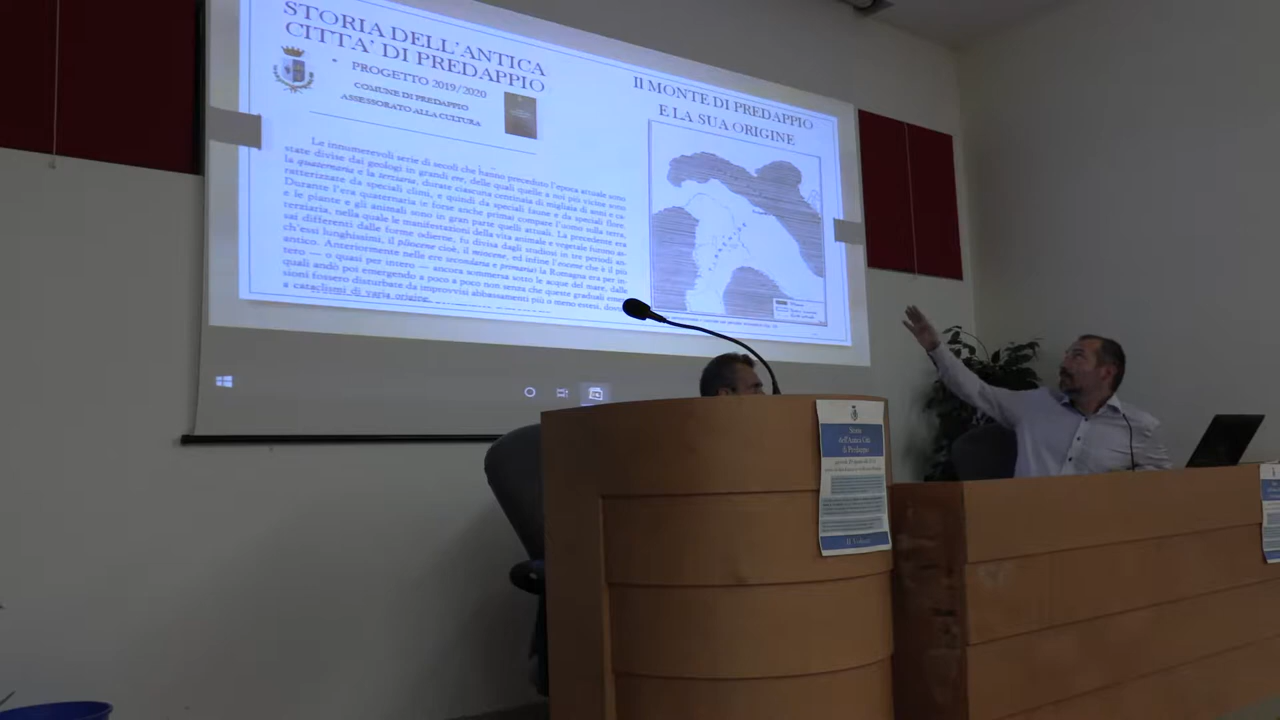 STORIA DELL'ANTICA
CITTA' DI PREDAPPIO
PROGETTO 2019/2020
COMUNE DI PREDAPPIO
ASSESSORATO ALLA CULTURA
Le innumerevoli serie di secoli che hanno preceduto l'epoca attuale sono
state divise dai geologi in grandi ere, delle quali quelle a noi più vicine sono
la quaternaria e la terziaria, durate ciascuna centinaia di migliaia di anni e ca-
ratterizzate da speciali climi, e quindi da speciali faune e da speciali flore.
Durante l'era quaternaria (e forse anche prima) compare l'uomo sulla terra,
e le piante e gli animali sono in gran parte quelli attuali. La precedente era
terziaria, nella quale le manifestazioni della vita animale e vegetale furono as-
sai differenti dalle forme odierne, fu divisa dagli studiosi in tre periodi an-
ch'essi lunghissimi, il pliocene cioè, il miocene, ed infine l'eocene che è il più
antico. Anteriormente nelle ere secondaria e primaria) la Romagna era per in-
tero — o quasi per intero — ancora sommersa sotto le acque del mare, dalle
quali andò poi emergendo a poco a poco non senza che queste graduali emer-
sioni fossero disturbate da improvvisi abbassamenti più o meno estesi, dovuti
a cataclismi di varia origine.
Il MONTE DI PREDAPPIO
E LA SUA ORIGINE
Storia
dell'Antica Città
di Predappio